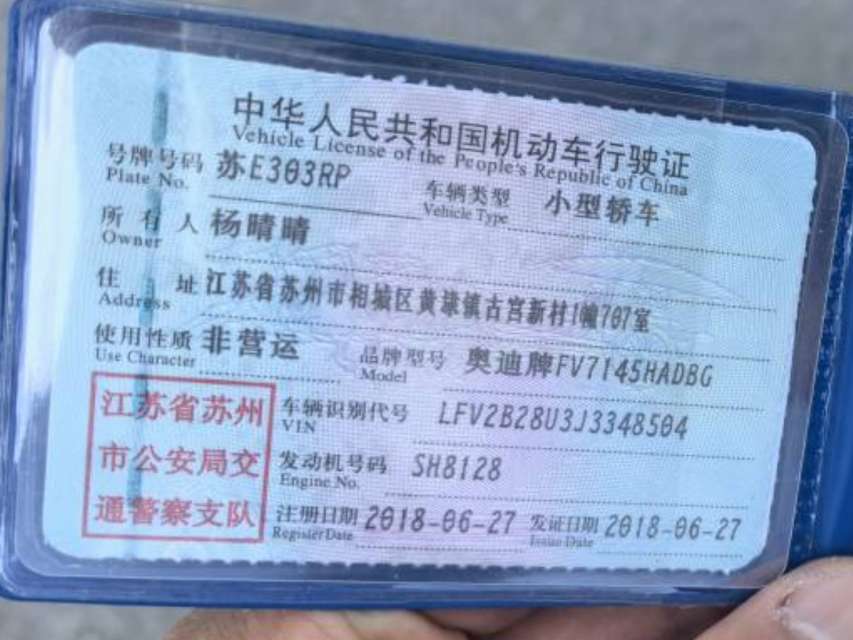 中华人民共和国机动车行驶证
Vehicle License of the People's Republic of China
号牌号码 苏E303RP 车辆类型 小型轿车
Plate No. Vehicle Type
所有人 杨晴晴
Owner
住址 江苏省苏州市相城区黄埭镇古宫新村1幢707室
Address
使用性质 非营运 品牌型号 奥迪牌FV7145HADBG
Use Character Model
江苏省苏州
市公安局交
通警察支队
车辆识别代号 LFV2B28U3J3348504
VIN
发动机号码 SH8128
Engine No.
注册日期 2018-06-27 发证日期 2018-06-27
Register Date Issue Date